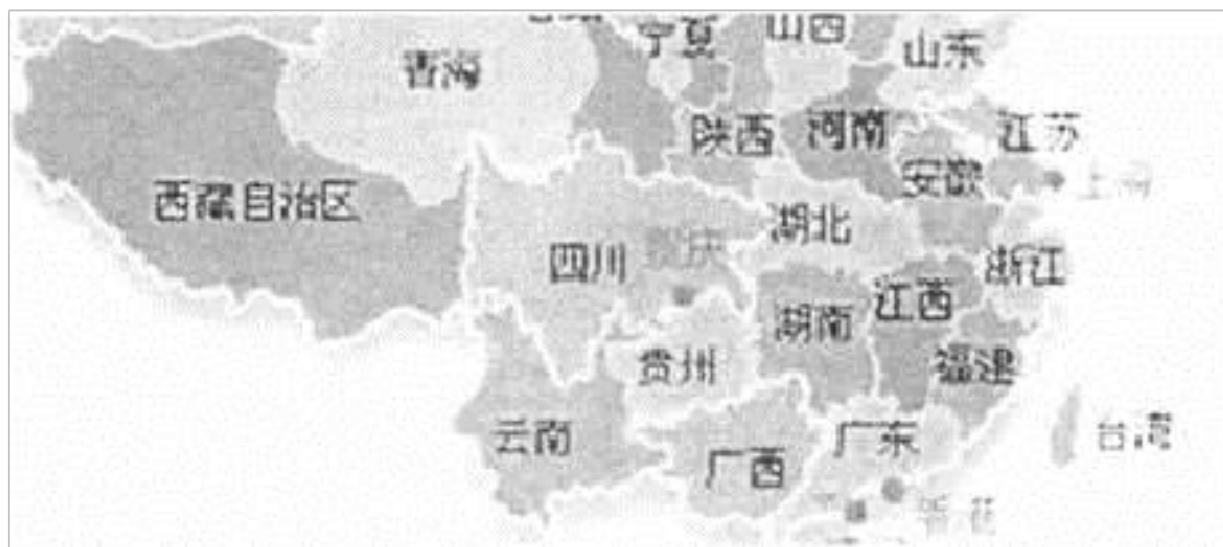 宁夏
山西
山东
青海
陕西
河南
江苏
安徽
上海
西藏自治区
湖北
四川
重庆
浙江
江西
湖南
贵州
福建
云南
广东
台湾
广西
香港